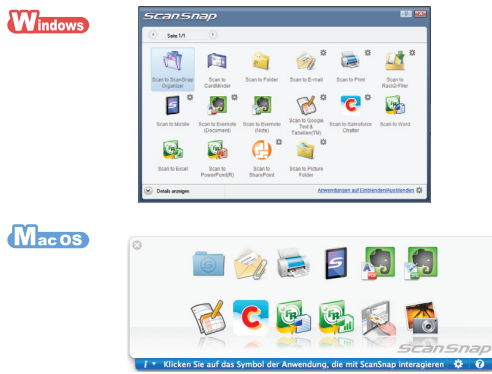 Windows
ScanSnap
Seite 1/1
Scan to ScanSnap Organizer
Scan to CardMinder
Scan to Folder
Scan to E-mail
Scan to Print
Scan to Rack2-Filer
Scan to Mobile
Scan to Evernote (Document)
Scan to Evernote (Note)
Scan to Google Text & Tabellen(TM)
Scan to Salesforce Chatter
Scan to Word
Scan to Excel
Scan to PowerPoint(R)
Scan to SharePoint
Scan to Picture Folder
Details anzeigen
Anwendungen auf Einblenden/Ausblenden
Mac OS
ScanSnap
Klicken Sie auf das Symbol der Anwendung, die mit ScanSnap interagieren